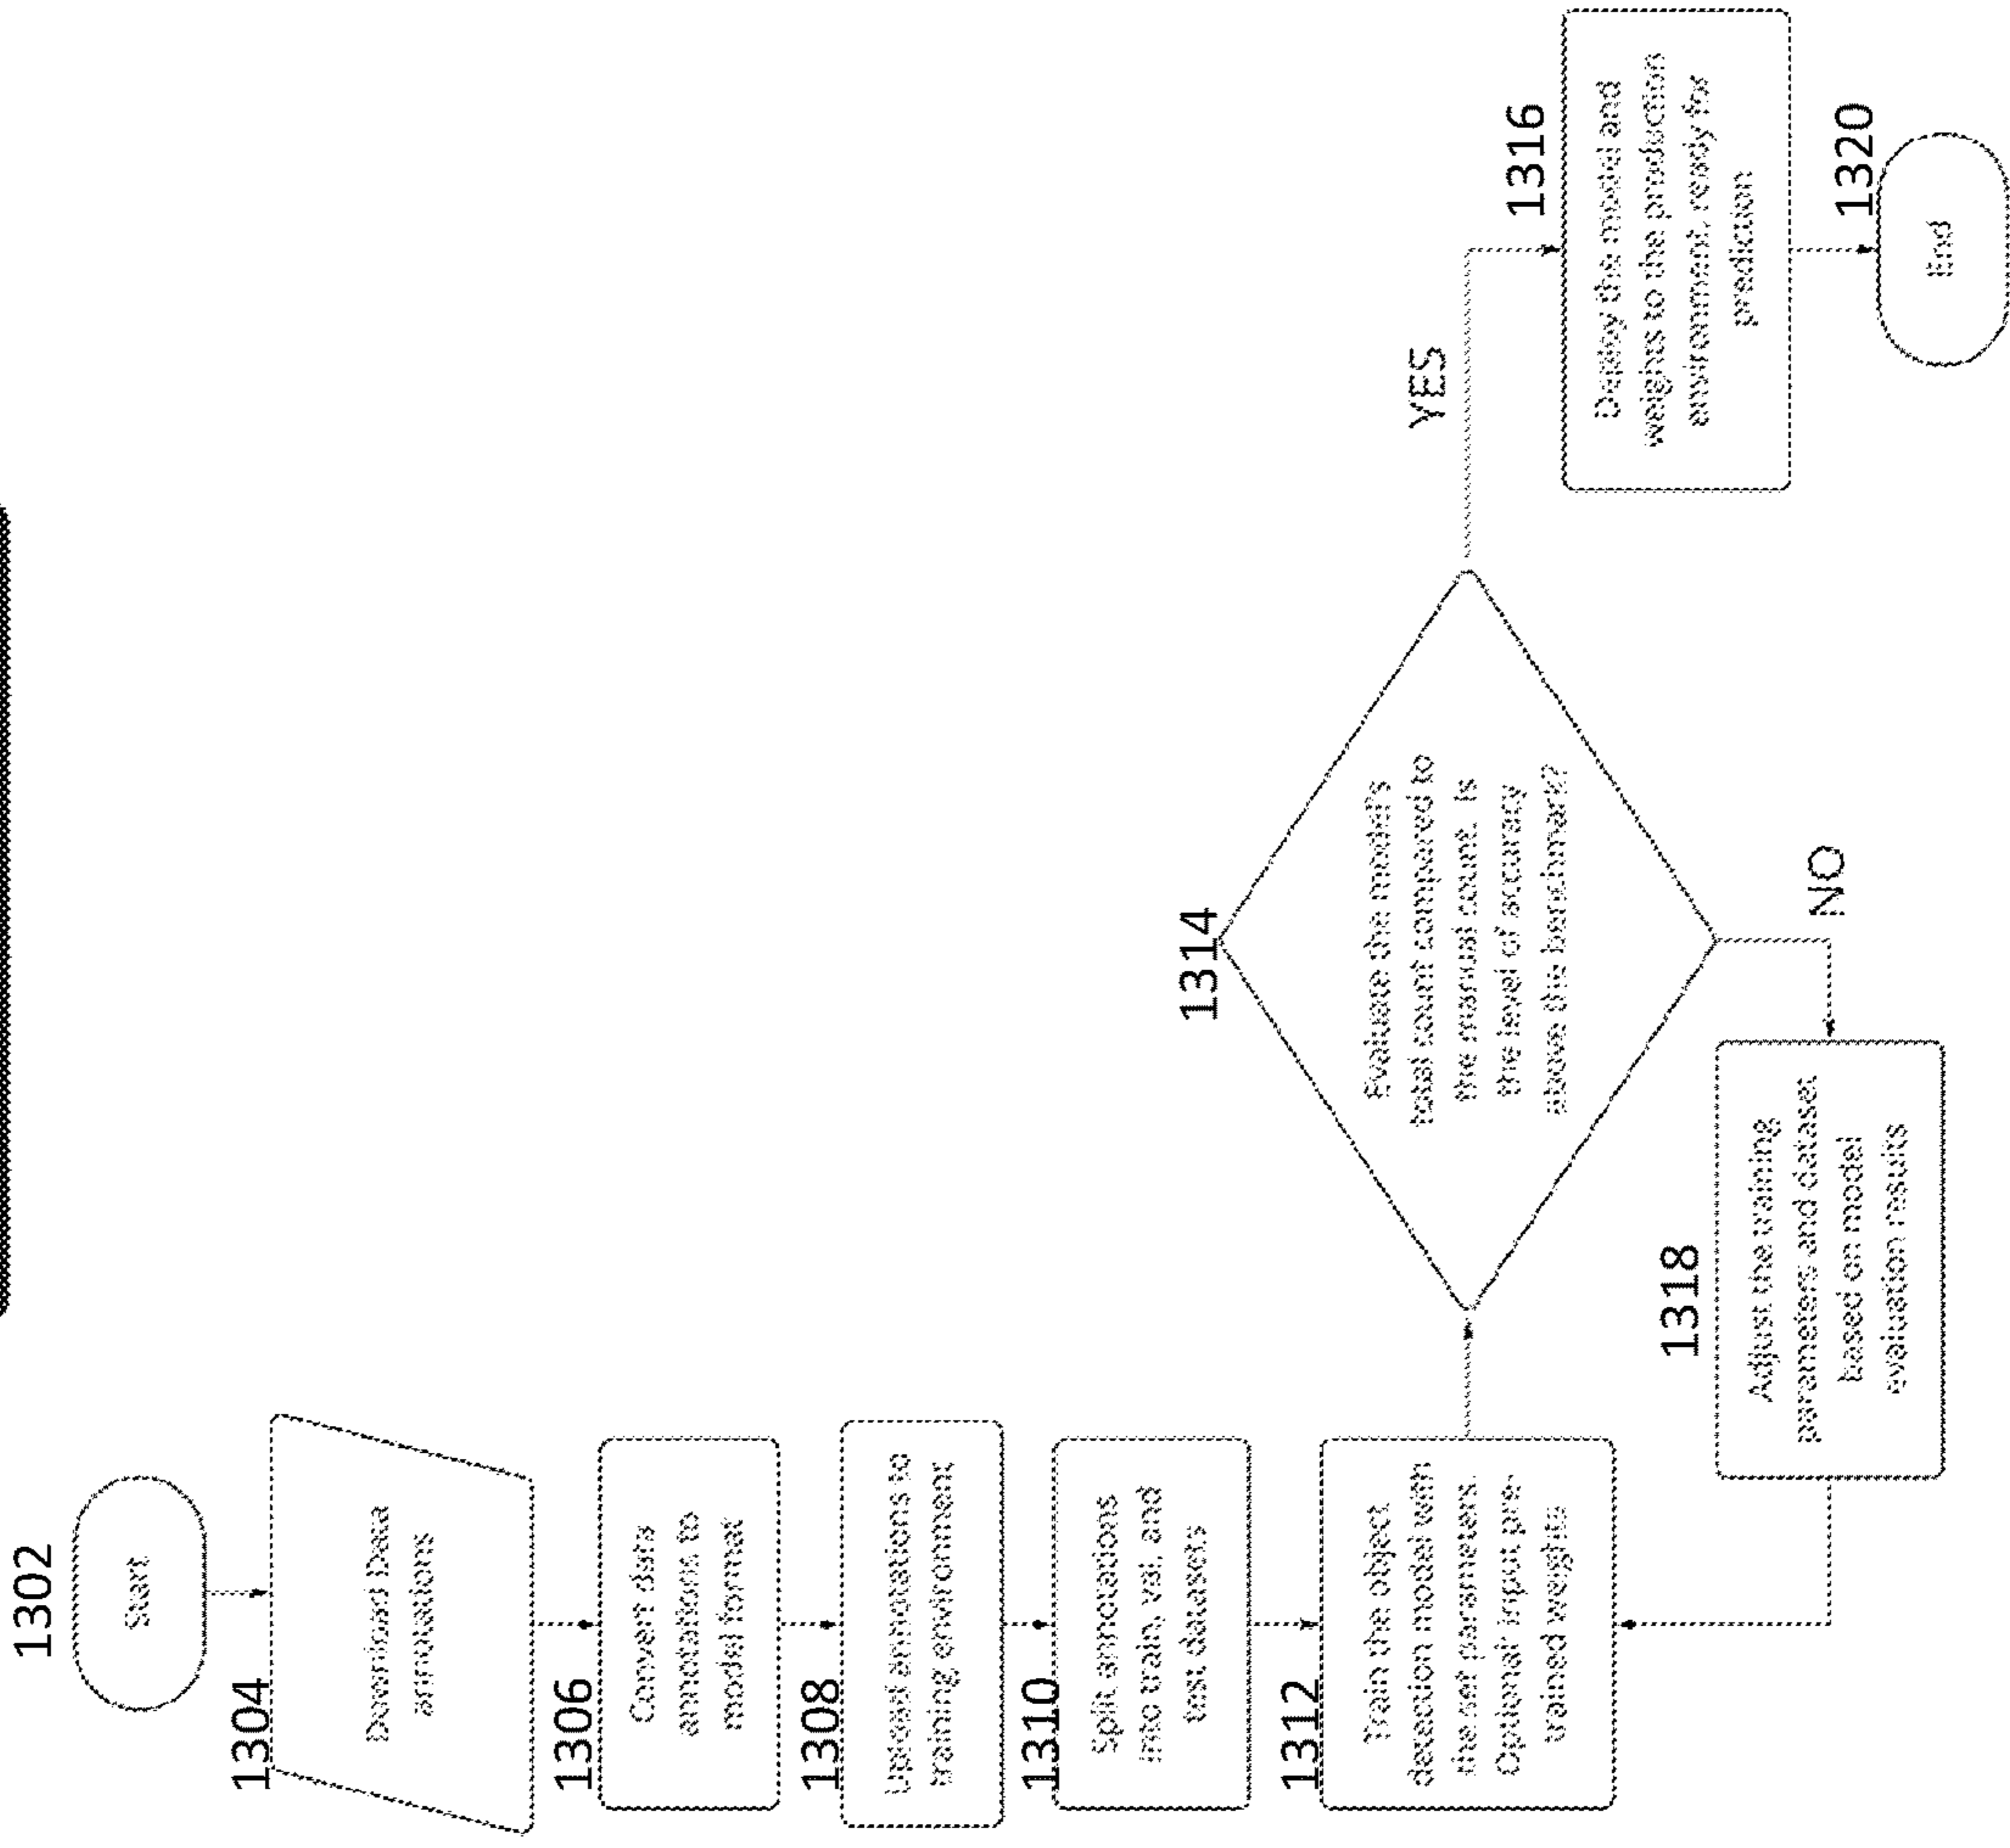 1302
Start
1304
Download Data
annotations
1306
Convert data
annotations to
model format
1308
Upload annotations to
training environment
1310
Split annotations
into train, val, and
test datasets
1312
Train the object
detection model with
the set parameters.
Optional input, pre-
trained weights
1314
Evaluate the model's
total count compared to
the manual count. Is
the level of accuracy
above the benchmark?
YES
NO
1316
Deploy the model and
weights to the production
environment, ready for
prediction
1318
Adjust the training
parameters and dataset
based on model
evaluation results
1320
End